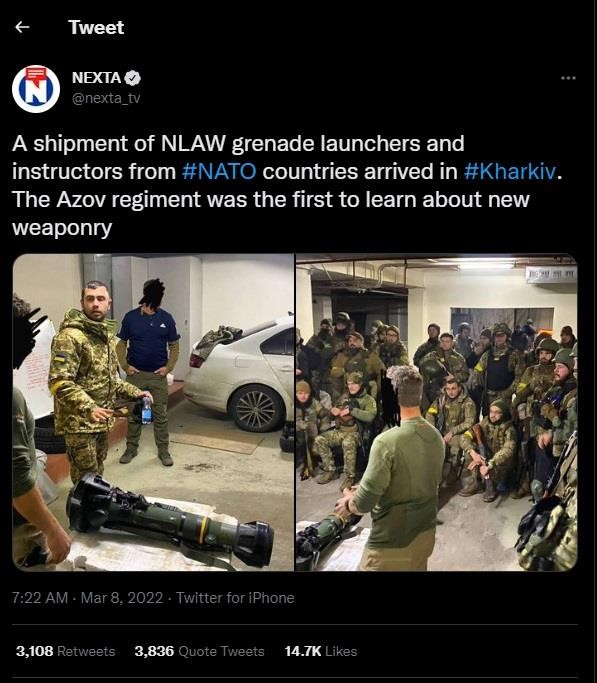 Tweet
NEXTA
@nexta_tv
A shipment of NLAW grenade launchers and
instructors from #NATO countries arrived in #Kharkiv.
The Azov regiment was the first to learn about new
weaponry
7:22 AM · Mar 8, 2022 · Twitter for iPhone
3,108 Retweets 3,836 Quote Tweets 14.7K Likes